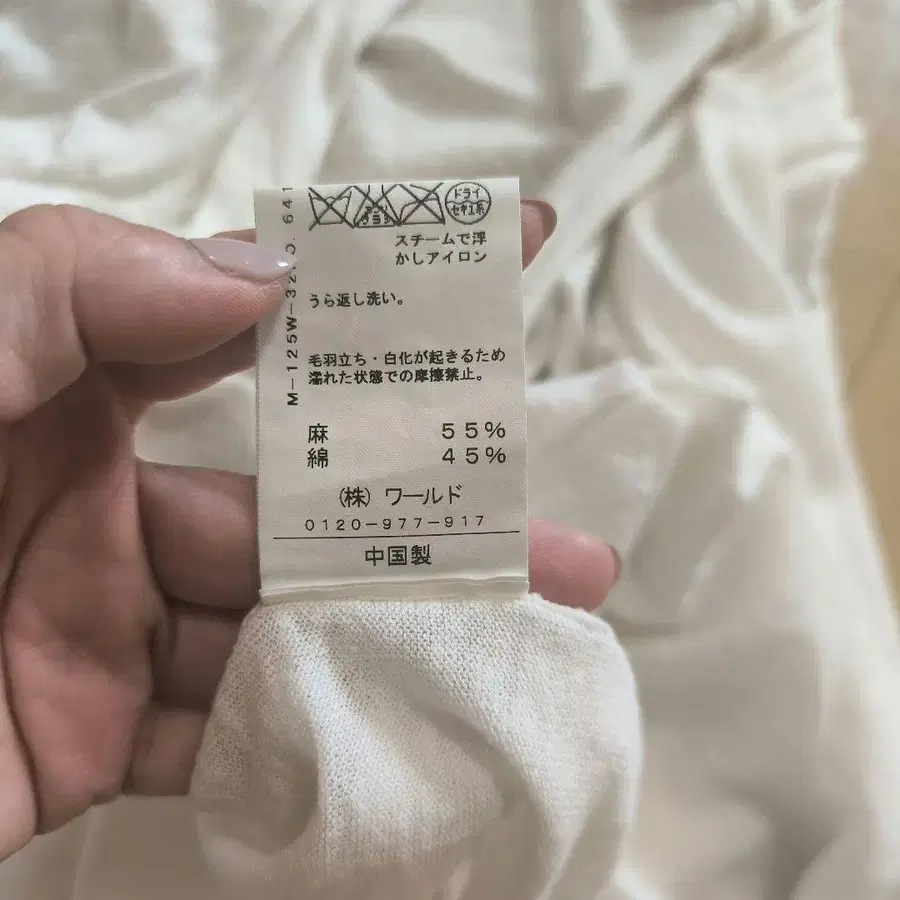 ドライ
セキユ系
スチームで浮
かしアイロン
うら返し洗い。
毛羽立ち・白化が起きるため
濡れた状態での摩擦禁止。
麻 55%
綿 45%
(株) ワールド
0120-977-917
中国製
M-125W-32
641